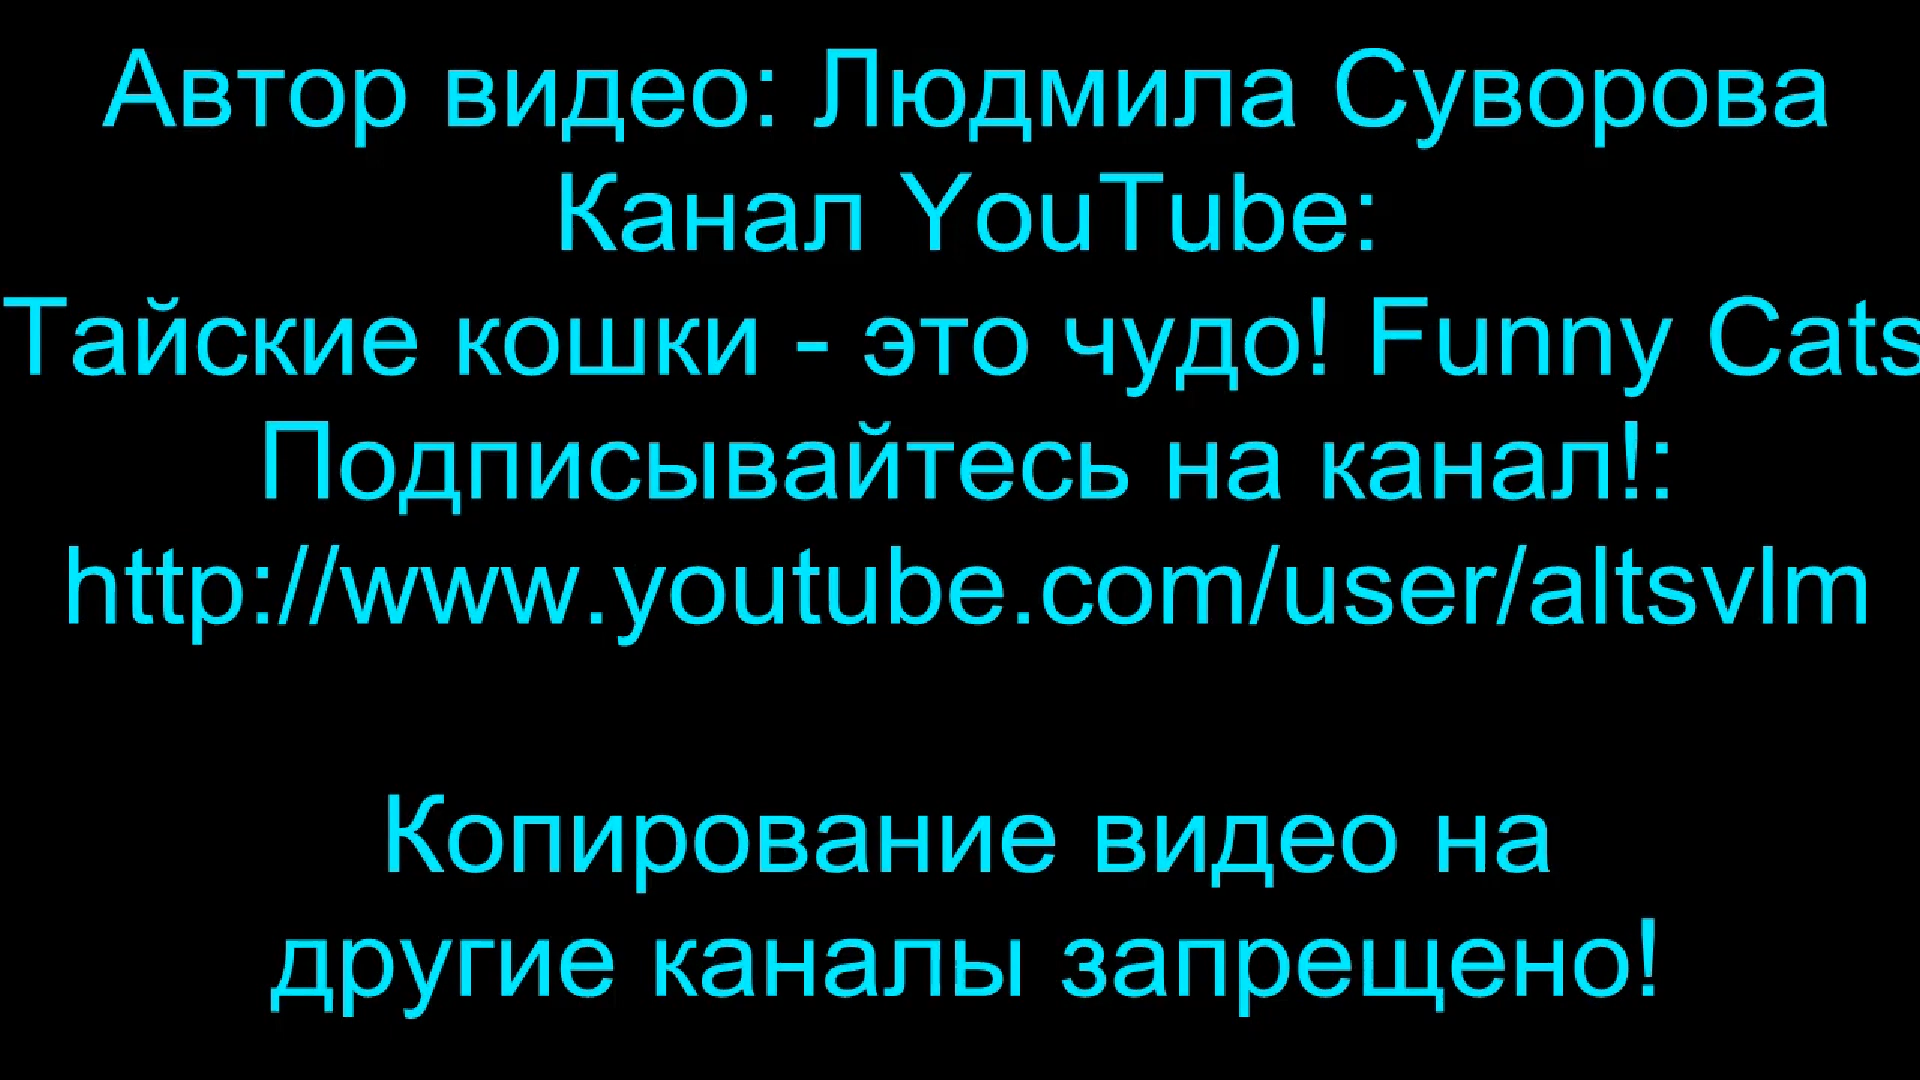 Автор видео: Людмила Суворова
Канал YouTube:
Тайские кошки - это чудо! Funny Cats
Подписывайтесь на канал!:
http://www.youtube.com/user/altsvlm
Копирование видео на
другие каналы запрещено!